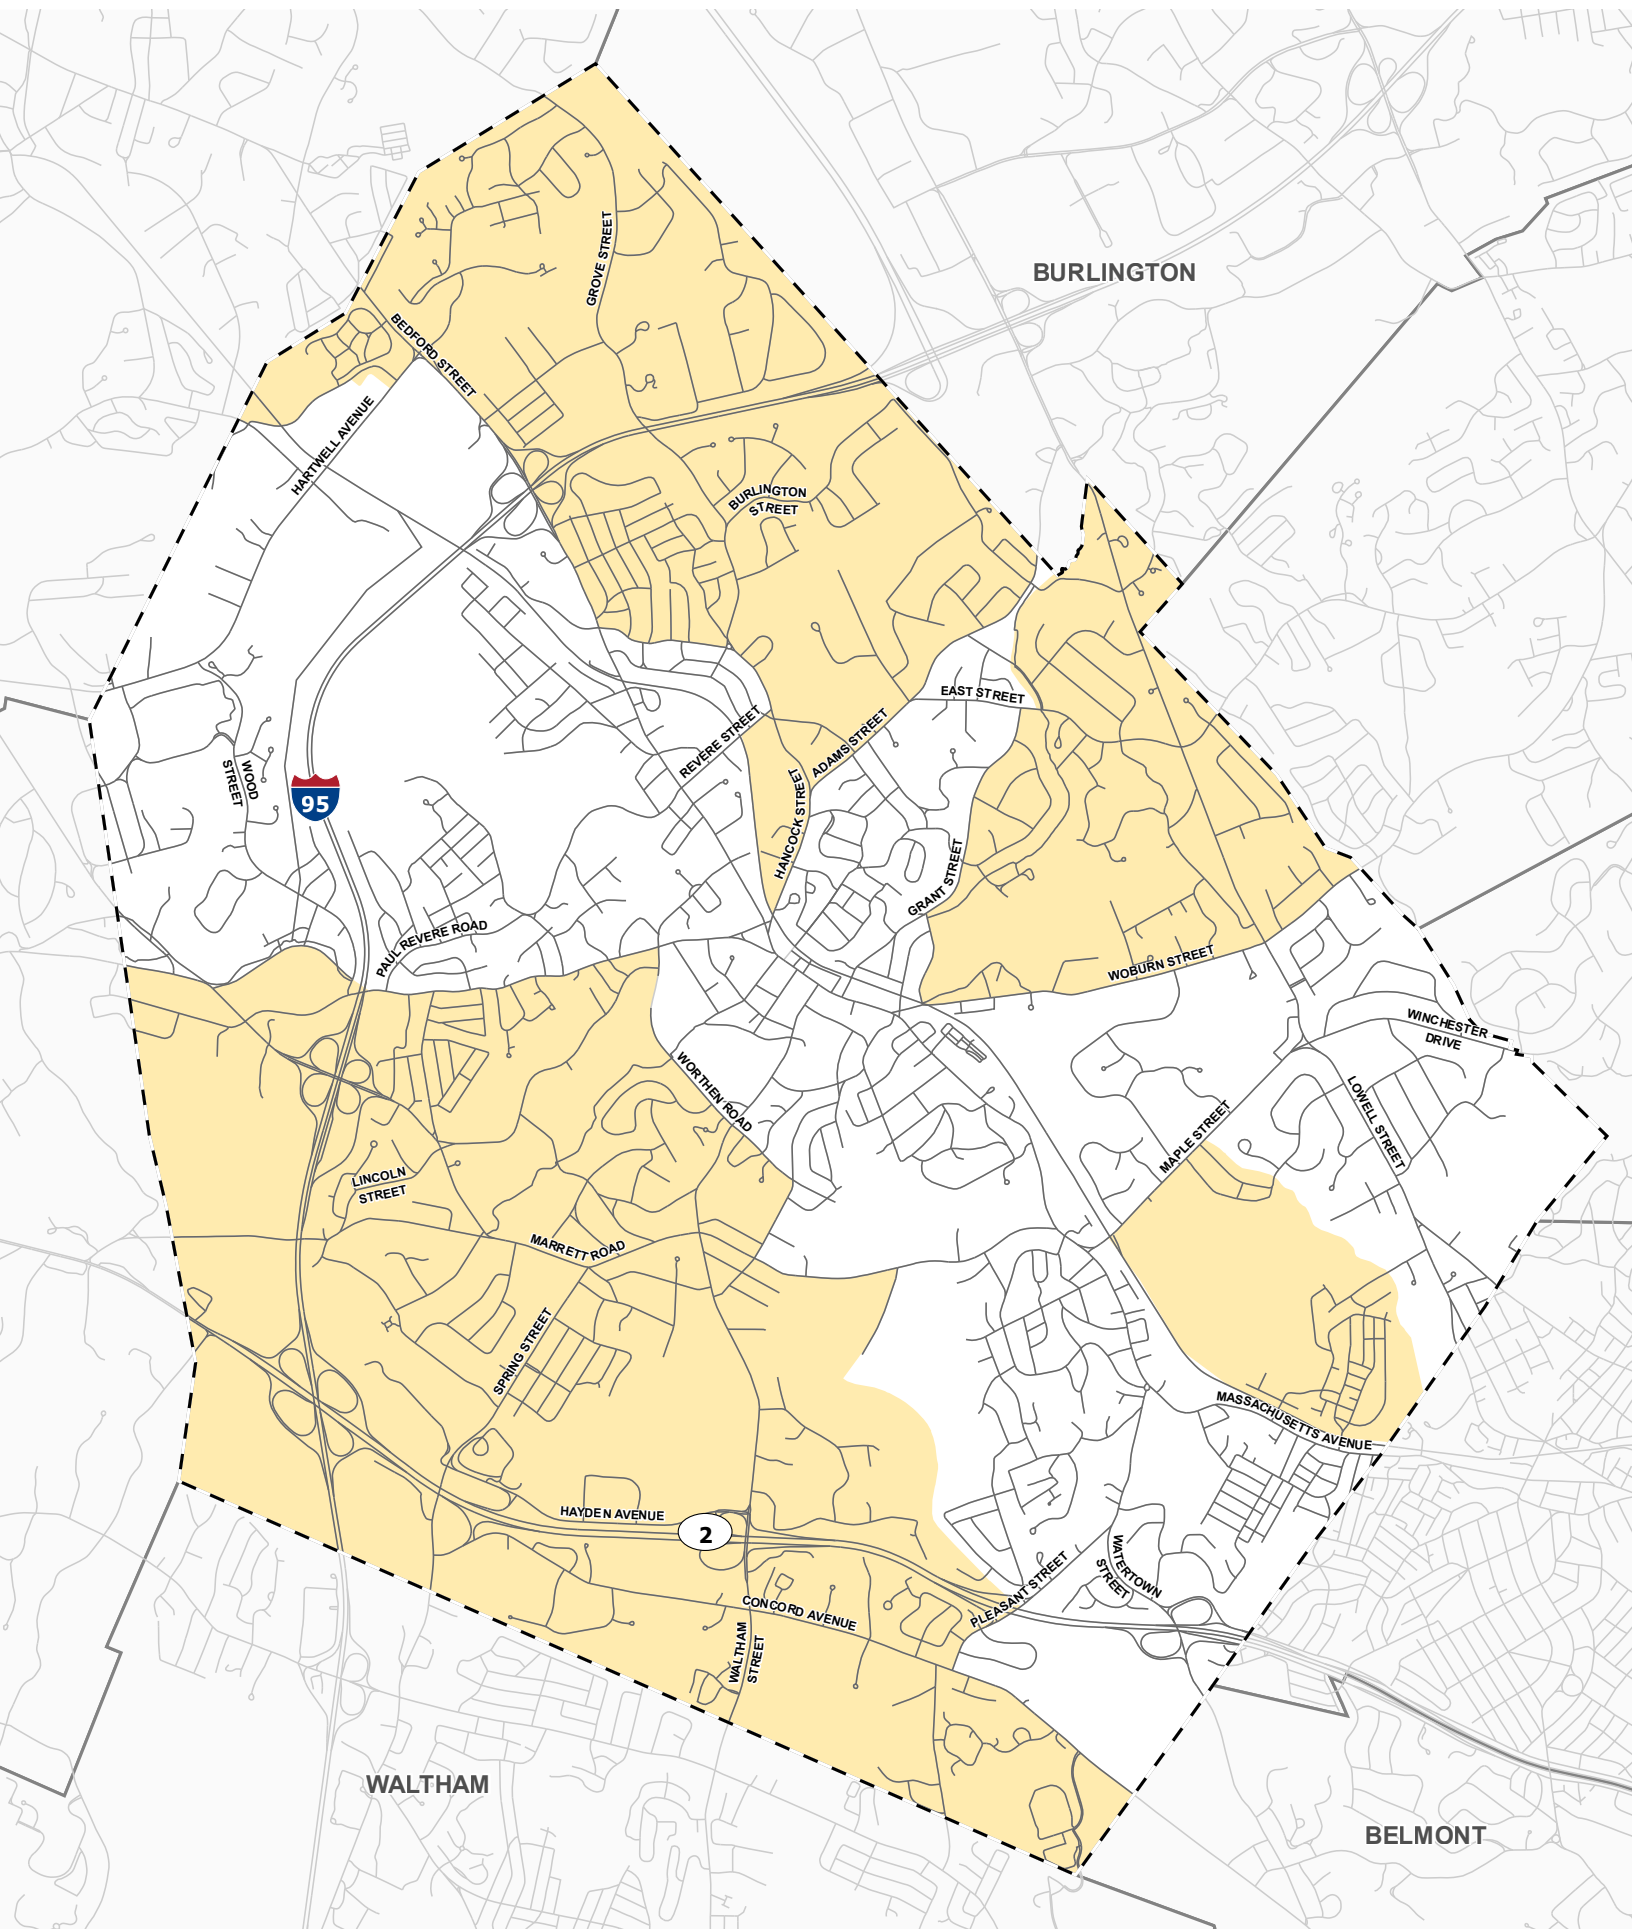 BURLINGTON
GROVE STREET
BEDFORD STREET
HARTWELL AVENUE
BURLINGTON
STREET
EAST STREET
REVERE STREET
ADAMS STREET
WOOD
STREET
95
HANCOCK STREET
GRANT STREET
PAUL REVERE ROAD
WOBURN STREET
WINCHESTER
DRIVE
WORTHEN ROAD
LOWELL STREET
MAPLE STREET
LINCOLN
STREET
MARRETT ROAD
SPRING STREET
MASSACHUSETTS AVENUE
HAYDEN AVENUE
2
WATERTOWN
STREET
PLEASANT STREET
CONCORD AVENUE
WALTHAM
STREET
WALTHAM
BELMONT